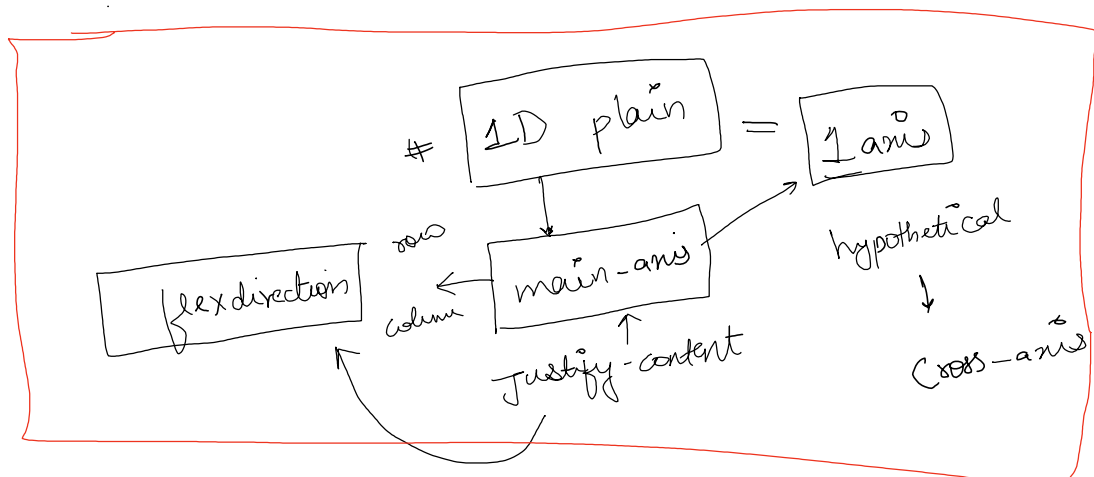 # 1D plain = 1 axis
row
hypothetical
main-axis
flexdirection
column
Justify-content
Cross-axis